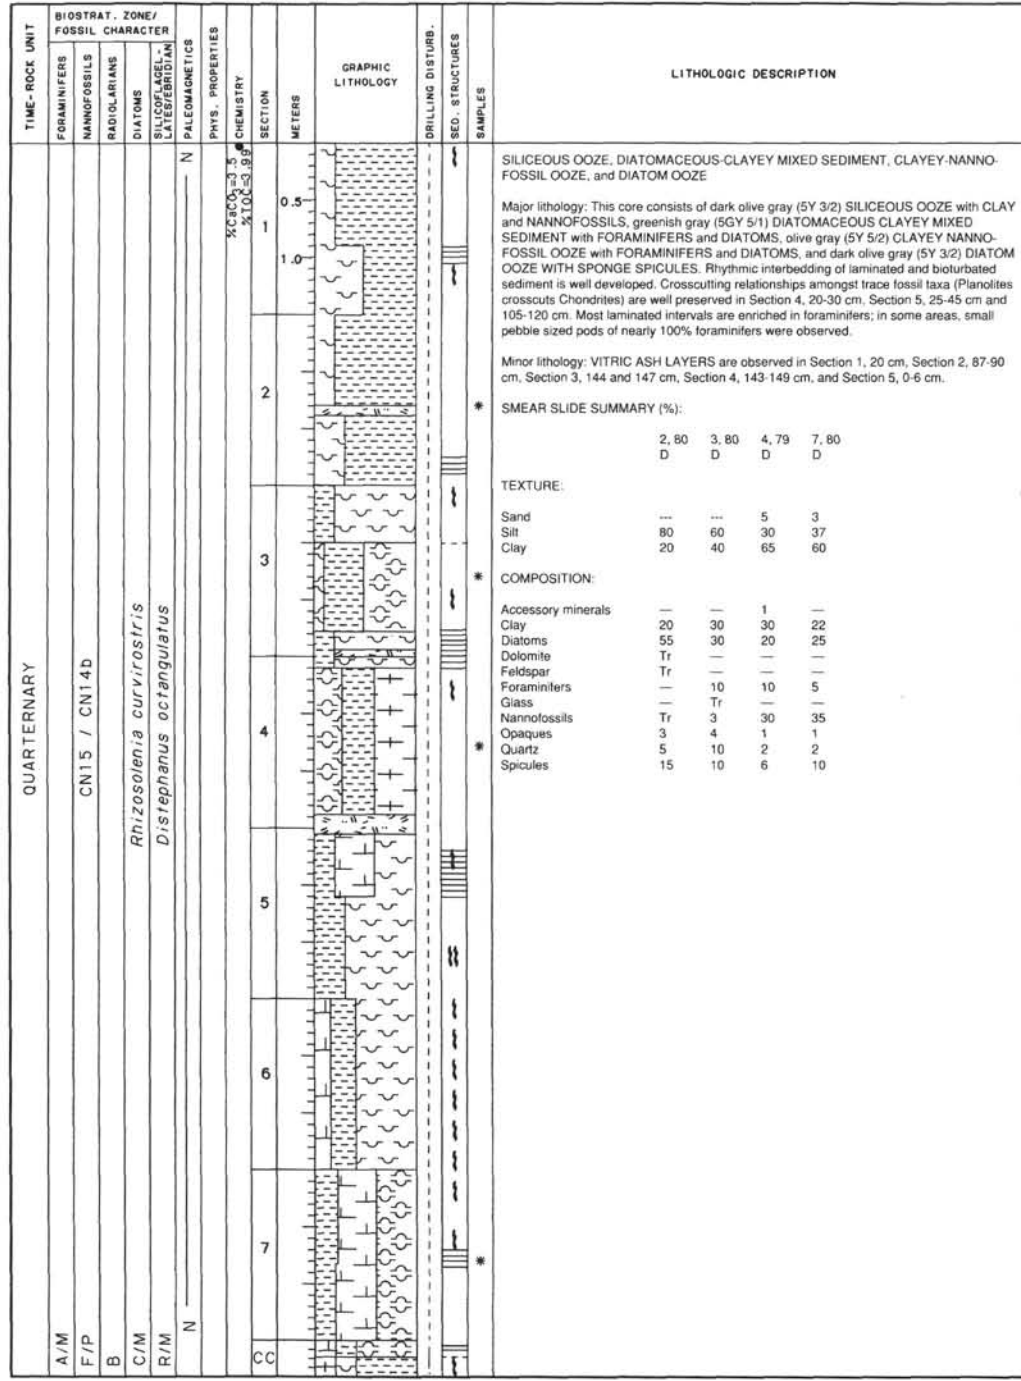 TIME-ROCK UNIT
BIOSTRAT. ZONE/
FOSSIL CHARACTER
FORAMINIFERS
NANNOFOSSILS
RADIOLARIANS
DIATOMS
SILICOFLAGEL-
LATES/EBRIDIAN
PALEOMAGNETICS
PHYS. PROPERTIES
CHEMISTRY
SECTION
METERS
GRAPHIC
LITHOLOGY
DRILLING DISTURB.
SED. STRUCTURES
SAMPLES
LITHOLOGIC DESCRIPTION
QUARTERNARY
A/M
F/P
CN15 / CN14b
B
C/M
Rhizosolenia curvirostris
R/M
Distephanus octangulatus
N
N
%CaCO3=3.5
%TOC=3.99
0.5
1.0
1
2
3
4
5
6
7
CC
*
*
*
*
SILICEOUS OOZE, DIATOMACEOUS-CLAYEY MIXED SEDIMENT, CLAYEY-NANNO-
FOSSIL OOZE, and DIATOM OOZE
Major lithology: This core consists of dark olive gray (5Y 3/2) SILICEOUS OOZE with CLAY
and NANNOFOSSILS, greenish gray (5GY 5/1) DIATOMACEOUS CLAYEY MIXED
SEDIMENT with FORAMINIFERS and DIATOMS, olive gray (5Y 5/2) CLAYEY NANNO-
FOSSIL OOZE with FORAMINIFERS and DIATOMS, and dark olive gray (5Y 3/2) DIATOM
OOZE WITH SPONGE SPICULES. Rhythmic interbedding of laminated and bioturbated
sediment is well developed. Crosscutting relationships amongst trace fossil taxa (Planolites
crosscuts Chondrites) are well preserved in Section 4, 20-30 cm, Section 5, 25-45 cm and
105-120 cm. Most laminated intervals are enriched in foraminifers; in some areas, small
pebble sized pods of nearly 100% foraminifers were observed.
Minor lithology: VITRIC ASH LAYERS are observed in Section 1, 20 cm, Section 2, 87-90
cm, Section 3, 144 and 147 cm, Section 4, 143-149 cm, and Section 5, 0-6 cm.
SMEAR SLIDE SUMMARY (%):
2, 80 3, 80 4, 79 7, 80
D D D D
TEXTURE:
Sand --- --- 5 3
Silt 80 60 30 37
Clay 20 40 65 60
COMPOSITION:
Accessory minerals — — 1 —
Clay 20 30 30 22
Diatoms 55 30 20 25
Dolomite Tr — — —
Feldspar Tr — — —
Foraminifers — 10 10 5
Glass — Tr — —
Nannofossils Tr 3 30 35
Opaques 3 4 1 1
Quartz 5 10 2 2
Spicules 15 10 6 10